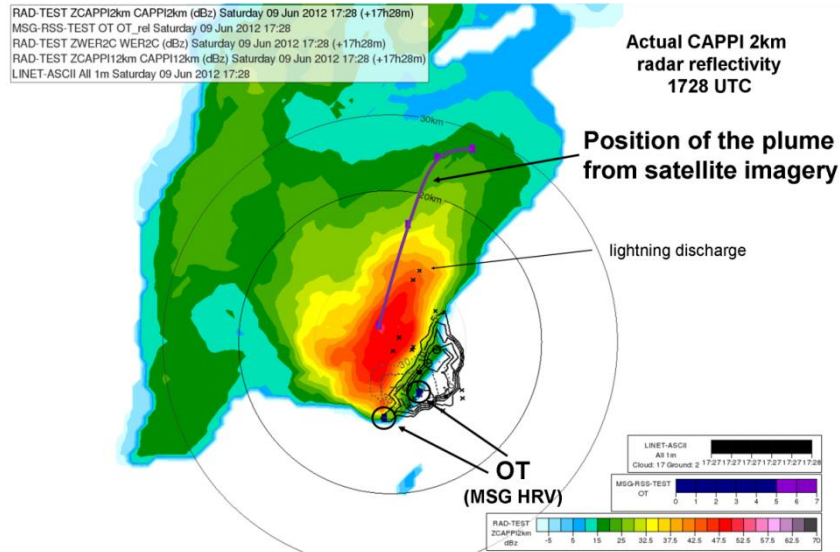 RAD-TEST ZCAPPI2km CAPPI2km (dBz) Saturday 09 Jun 2012 17:28 (+17h28m)
MSG-RSS-TEST OT OT_rel Saturday 09 Jun 2012 17:28
RAD-TEST ZWER2C WER2C (dBz) Saturday 09 Jun 2012 17:28 (+17h28m)
RAD-TEST ZCAPPI12km CAPPI12km (dBz) Saturday 09 Jun 2012 17:28 (+17h28m)
LINET-ASCII All 1m Saturday 09 Jun 2012 17:28
Actual CAPPI 2km
radar reflectivity
1728 UTC
30km
Position of the plume
from satellite imagery
20km
lightning discharge
30
OT
(MSG HRV)
LINET-ASCII
All 1m
Cloud: 17 Ground: 2
17:27 17:27 17:27 17:27 17:27 17:28
MSG-RSS-TEST
OT
0 1 2 3 4 5 6 7
RAD-TEST
ZCAPPI2km
dBz
-5 5 15 25 32.5 37.5 42.5 47.5 52.5 57.5 62.5 70